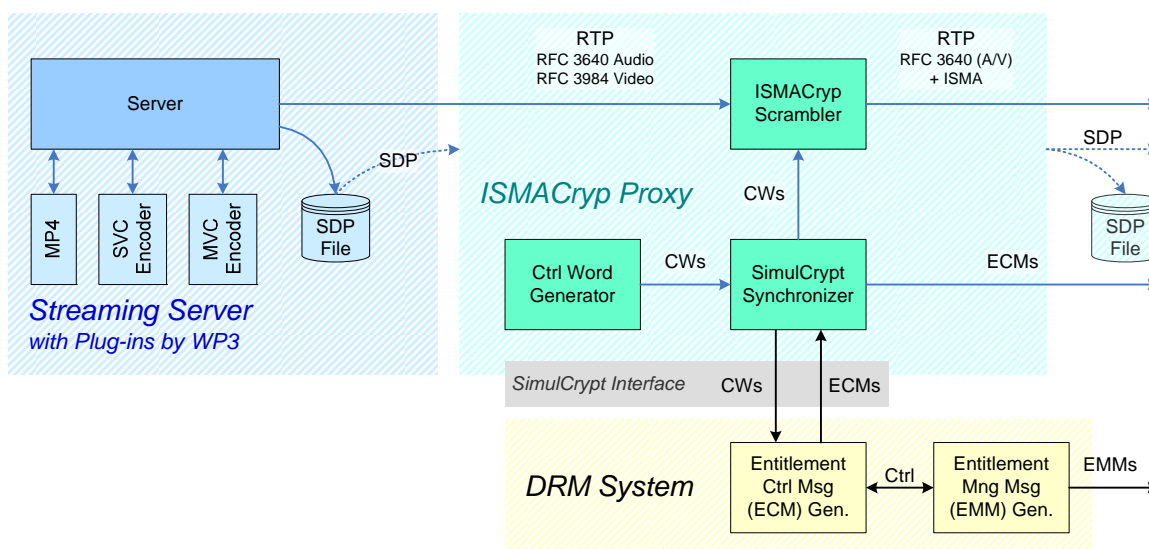 RTP
RFC 3640 Audio
RFC 3984 Video
RTP
RFC 3640 (A/V)
+ ISMA
Server
ISMACryp
Scrambler
SDP
SDP
MP4
SVC
Encoder
MVC
Encoder
SDP
File
ISMACryp Proxy
CWs
SDP
File
Streaming Server
with Plug-ins by WP3
Ctrl Word
Generator
CWs
SimulCrypt
Synchronizer
ECMs
SimulCrypt Interface
CWs
ECMs
DRM System
Entitlement
Ctrl Msg
(ECM) Gen.
Ctrl
Entitlement
Mng Msg
(EMM) Gen.
EMMs